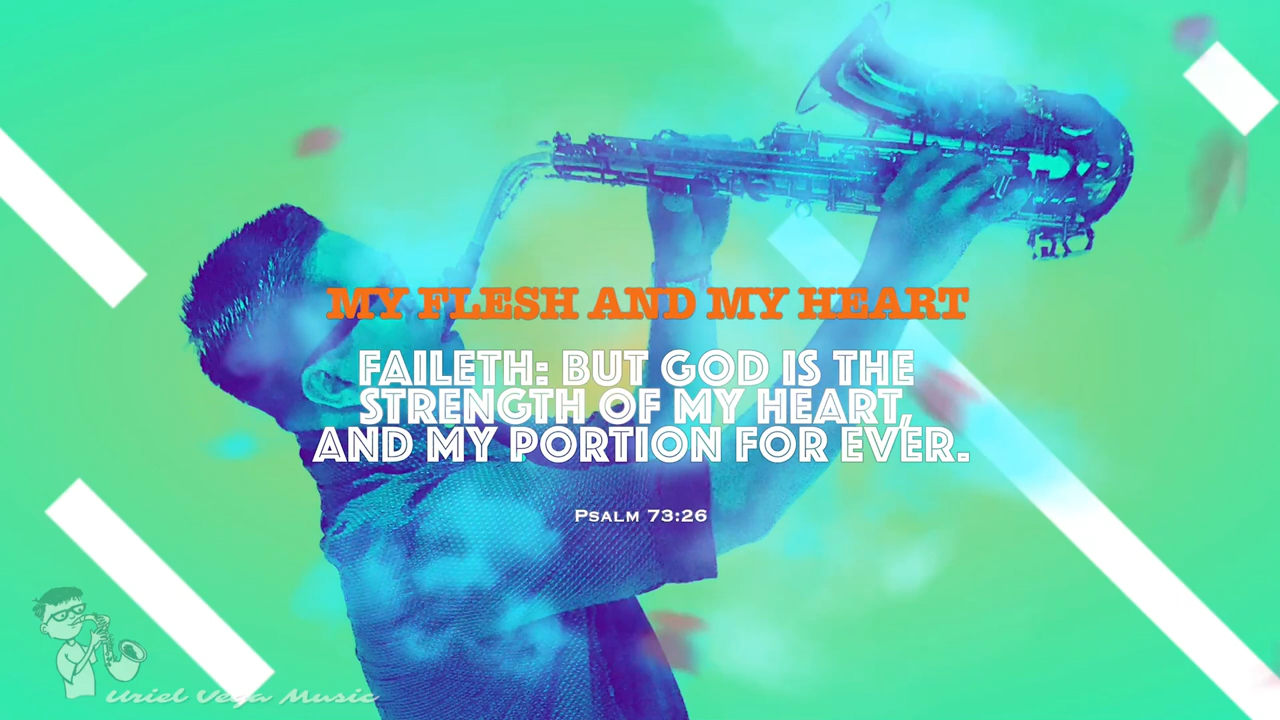 MY FLESH AND MY HEART
FAILETH: BUT GOD IS THE
STRENGTH OF MY HEART,
AND MY PORTION FOR EVER.
Psalm 73:26
Uriel Vega Music